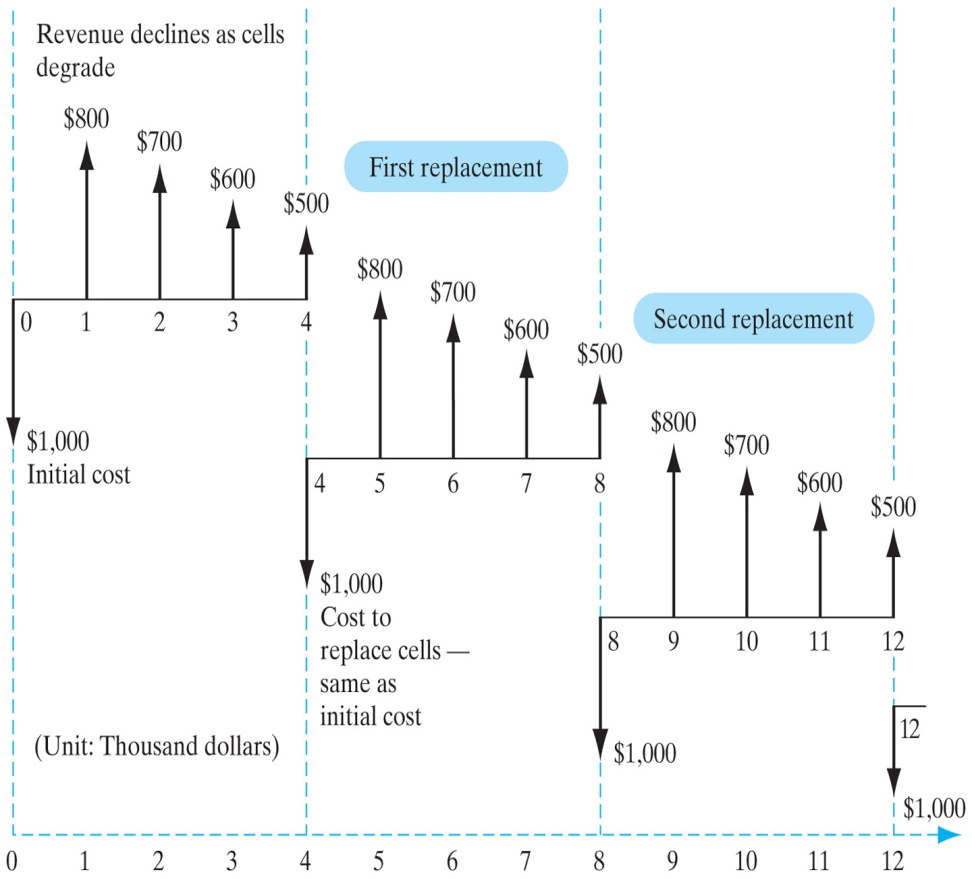 Revenue declines as cells
degrade
$800
$700
$600
$500
0 1 2 3 4
$1,000
Initial cost
First replacement
$800
$700
$600
$500
4 5 6 7 8
$1,000
Cost to
replace cells —
same as
initial cost
Second replacement
$800
$700
$600
$500
8 9 10 11 12
$1,000
12
$1,000
(Unit: Thousand dollars)
0 1 2 3 4 5 6 7 8 9 10 11 12